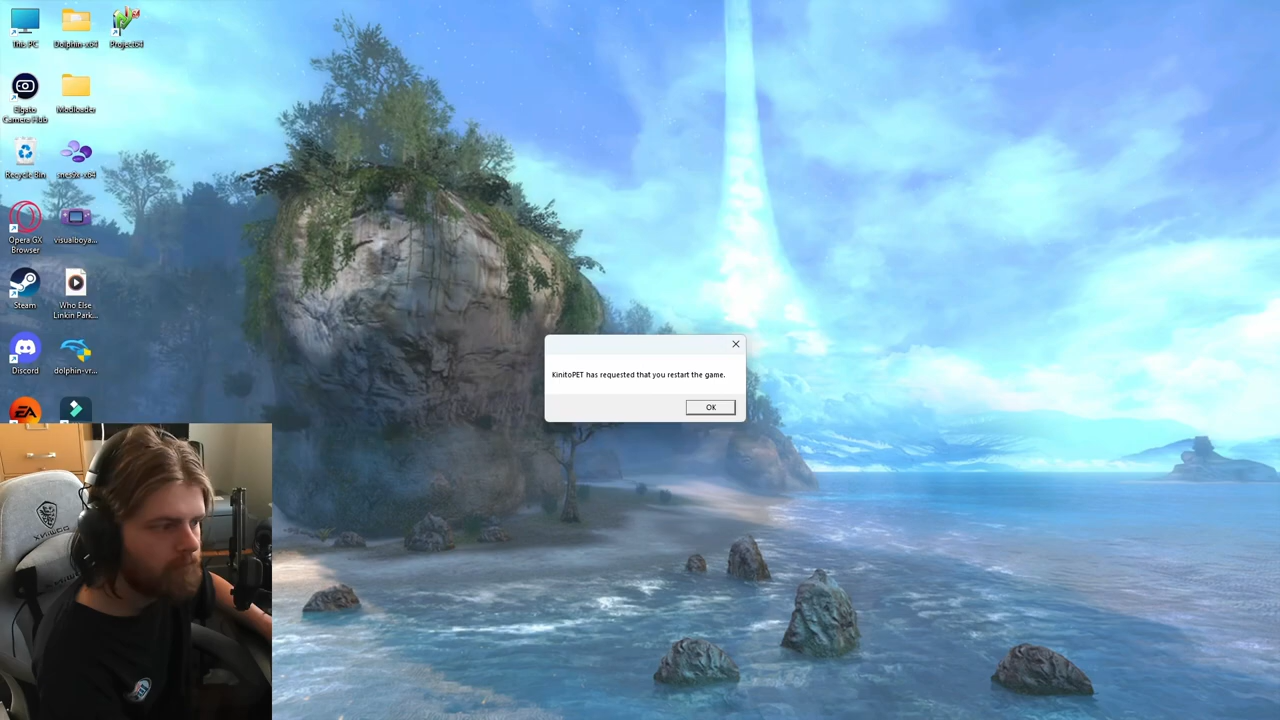 This PC
Dolphin-x64
Project64
Elgato
Camera Hub
Modloader
Recycle Bin
snes9x-x64
Opera GX
Browser
visualboya...
Steam
Who Else
Linkin Park...
Discord
dolphin-vr...
EA
KinitoPET has requested that you restart the game.
OK